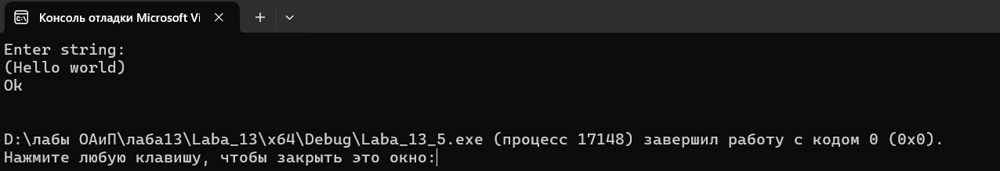 Консоль отладки Microsoft Vi
Enter string:
(Hello world)
Ok
D:\лабы ОАиП\лаба13\Laba_13\x64\Debug\Laba_13_5.exe (процесс 17148) завершил работу с кодом 0 (0x0).
Нажмите любую клавишу, чтобы закрыть это окно: